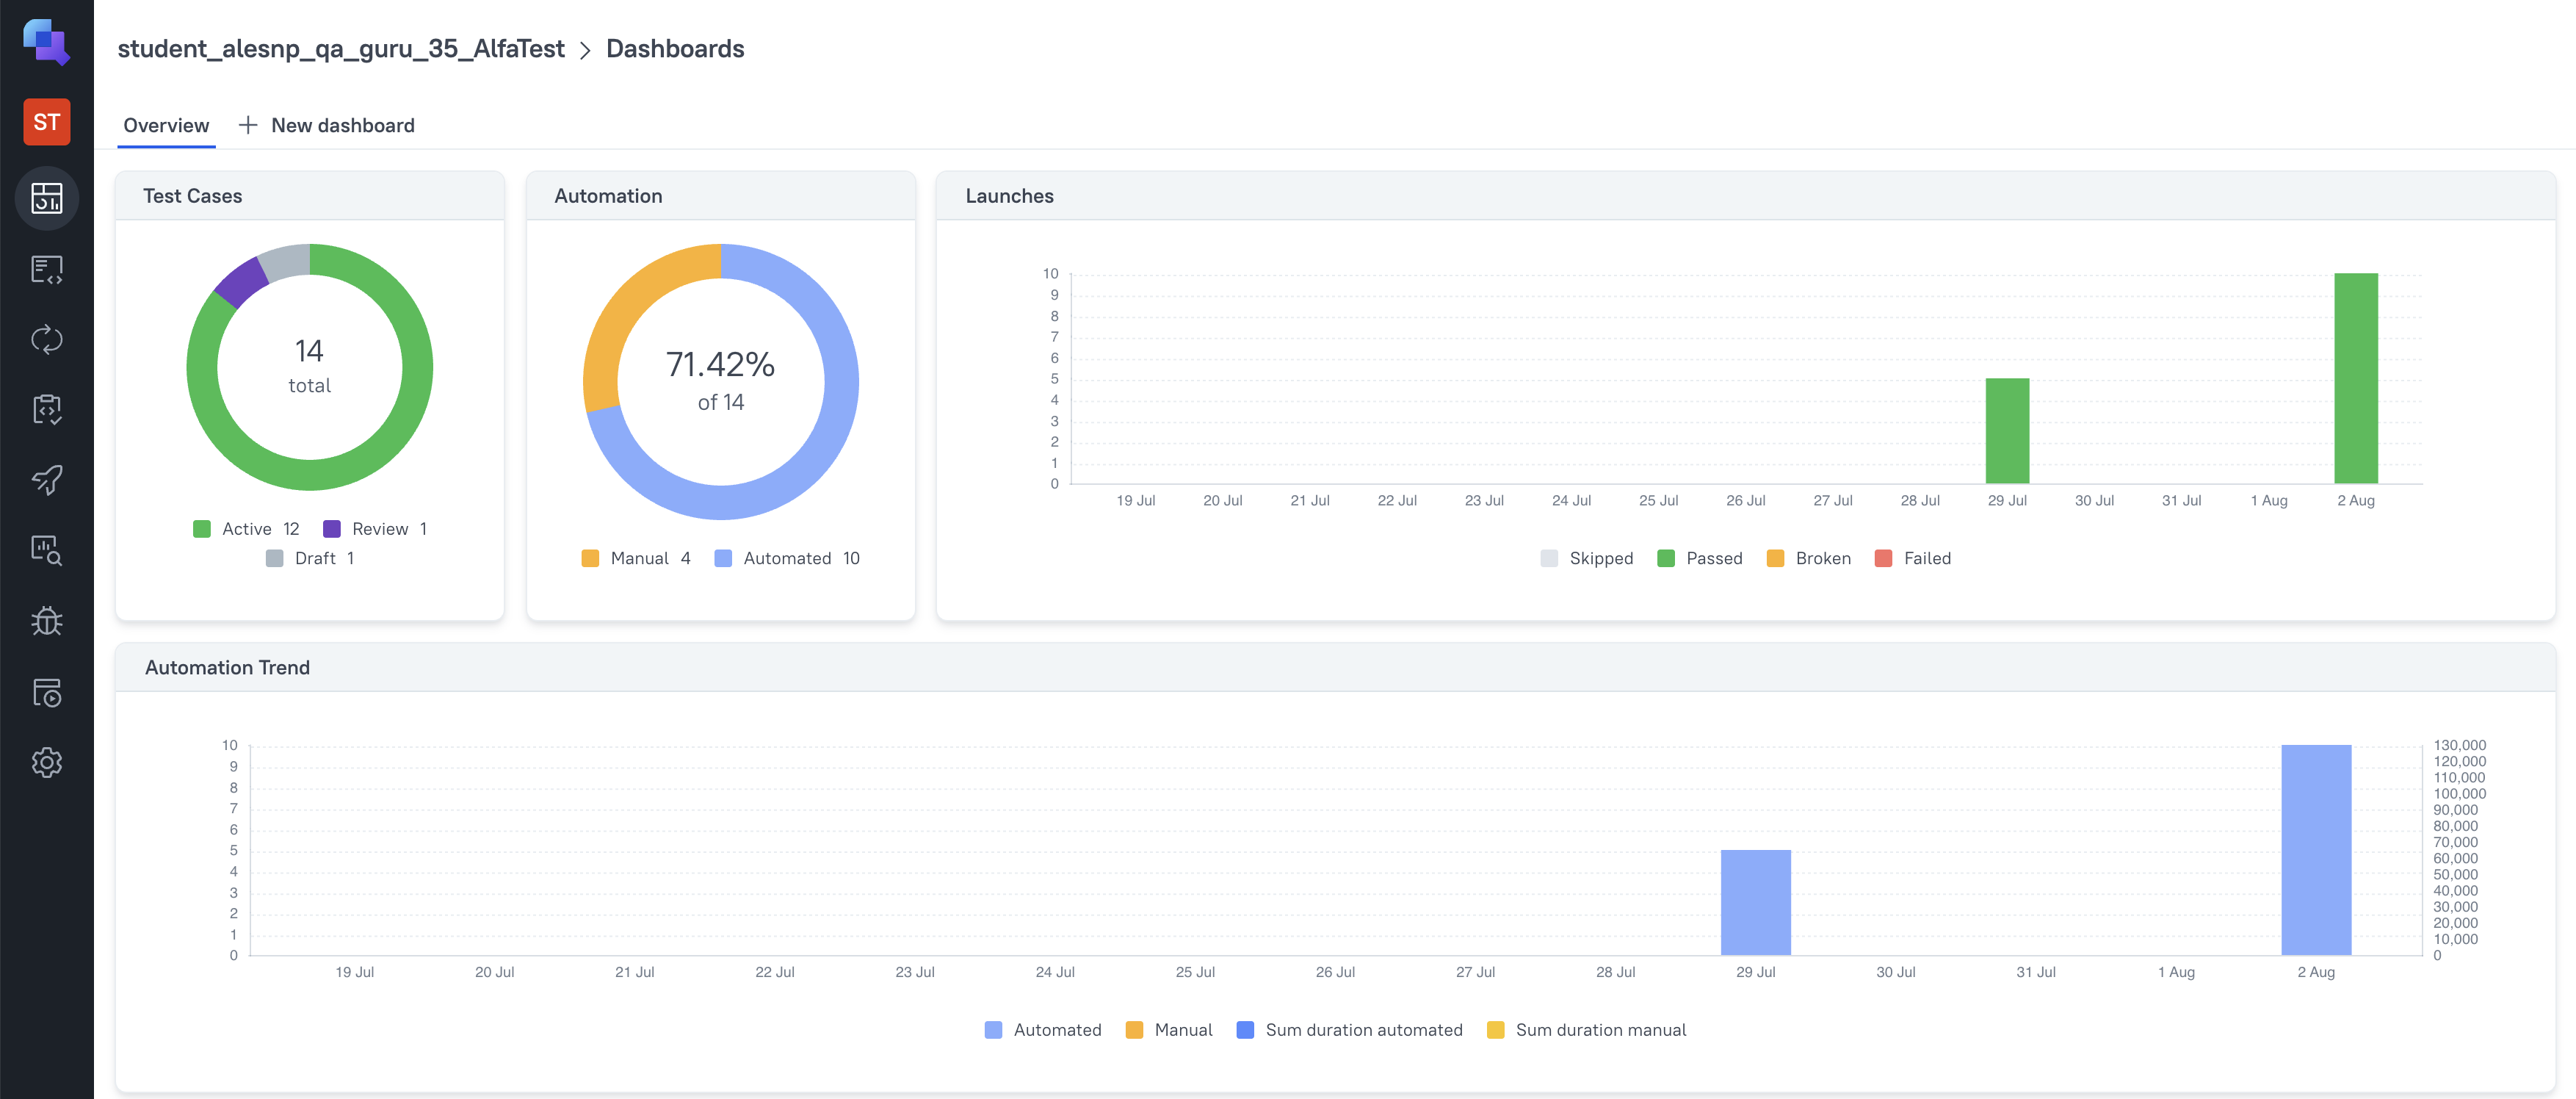 student_alesnp_qa_guru_35_AlfaTest > Dashboards
ST
Overview + New dashboard
Test Cases
14
total
Active 12 Review 1
Draft 1
Automation
71.42%
of 14
Manual 4 Automated 10
Launches
10
9
8
7
6
5
4
3
2
1
0
19 Jul 20 Jul 21 Jul 22 Jul 23 Jul 24 Jul 25 Jul 26 Jul 27 Jul 28 Jul 29 Jul 30 Jul 31 Jul 1 Aug 2 Aug
Skipped Passed Broken Failed
Automation Trend
10
9
8
7
6
5
4
3
2
1
0
130,000
120,000
110,000
100,000
90,000
80,000
70,000
60,000
50,000
40,000
30,000
20,000
10,000
0
19 Jul 20 Jul 21 Jul 22 Jul 23 Jul 24 Jul 25 Jul 26 Jul 27 Jul 28 Jul 29 Jul 30 Jul 31 Jul 1 Aug 2 Aug
Automated Manual Sum duration automated Sum duration manual